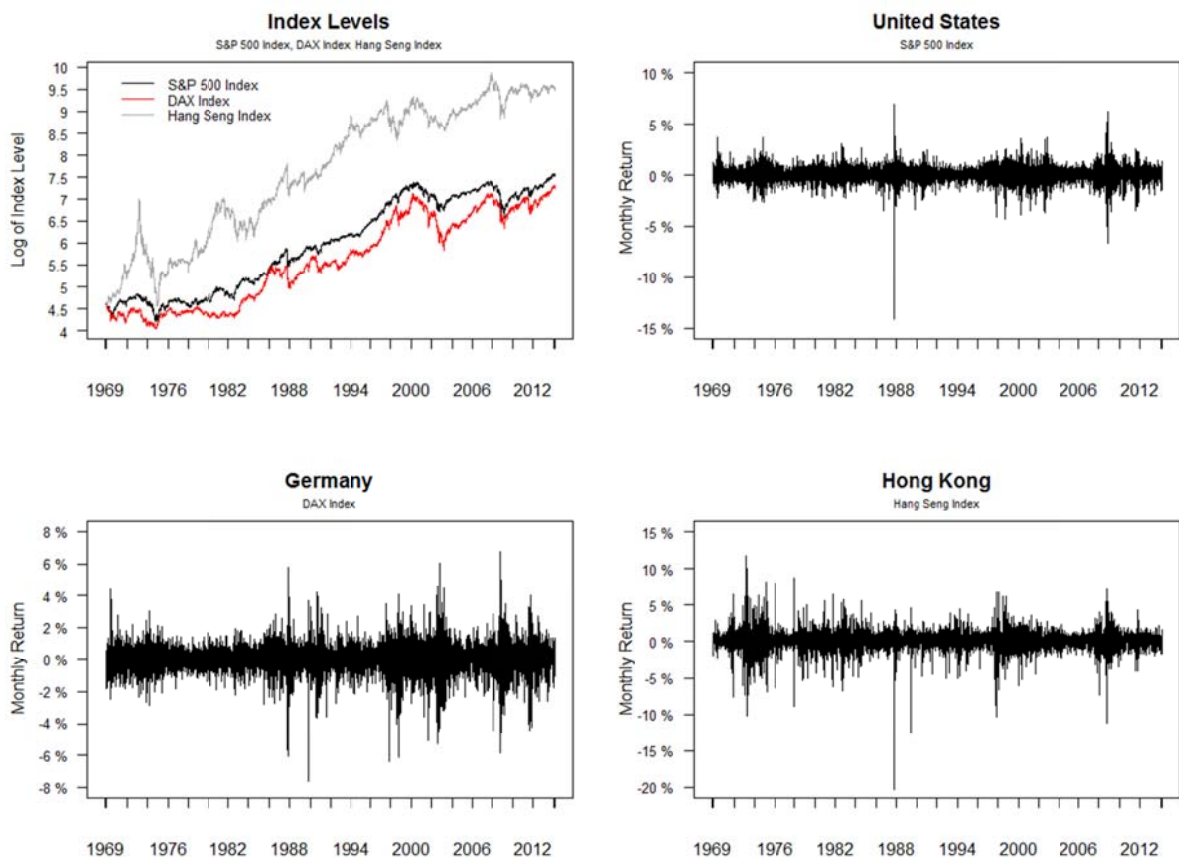 Index Levels
S&P 500 Index, DAX Index Hang Seng Index
Log of Index Level
10
9.5
9
8.5
8
7.5
7
6.5
6
5.5
5
4.5
4
S&P 500 Index
DAX Index
Hang Seng Index
1969 1976 1982 1988 1994 2000 2006 2012
United States
S&P 500 Index
Monthly Return
10 %
5 %
0 %
-5 %
-10 %
-15 %
1969 1976 1982 1988 1994 2000 2006 2012
Germany
DAX Index
Monthly Return
8 %
6 %
4 %
2 %
0 %
-2 %
-4 %
-6 %
-8 %
1969 1976 1982 1988 1994 2000 2006 2012
Hong Kong
Hang Seng Index
Monthly Return
15 %
10 %
5 %
0 %
-5 %
-10 %
-15 %
-20 %
1969 1976 1982 1988 1994 2000 2006 2012